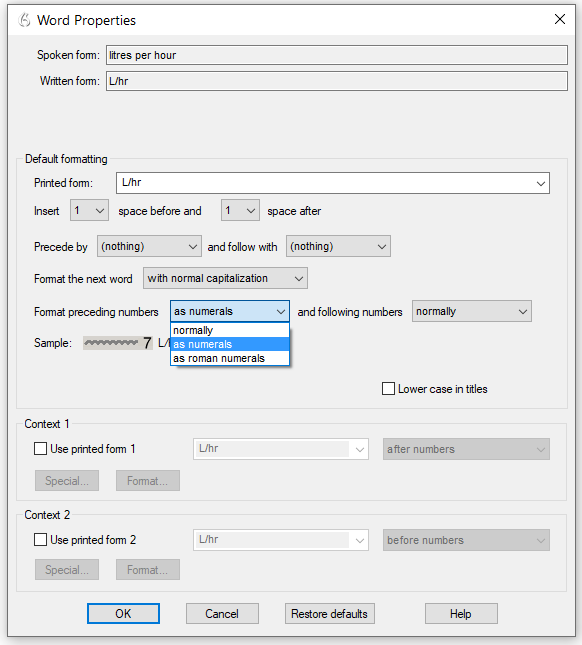 Word Properties
Spoken form: litres per hour
Written form: L/hr
Default formatting
Printed form: L/hr
Insert 1 space before and 1 space after
Precede by (nothing) and follow with (nothing)
Format the next word with normal capitalization
Format preceding numbers as numerals and following numbers normally
normally
Sample: 7 as numerals
as roman numerals
Lower case in titles
Context 1
Use printed form 1 L/hr after numbers
Special... Format...
Context 2
Use printed form 2 L/hr before numbers
Special... Format...
OK Cancel Restore defaults Help